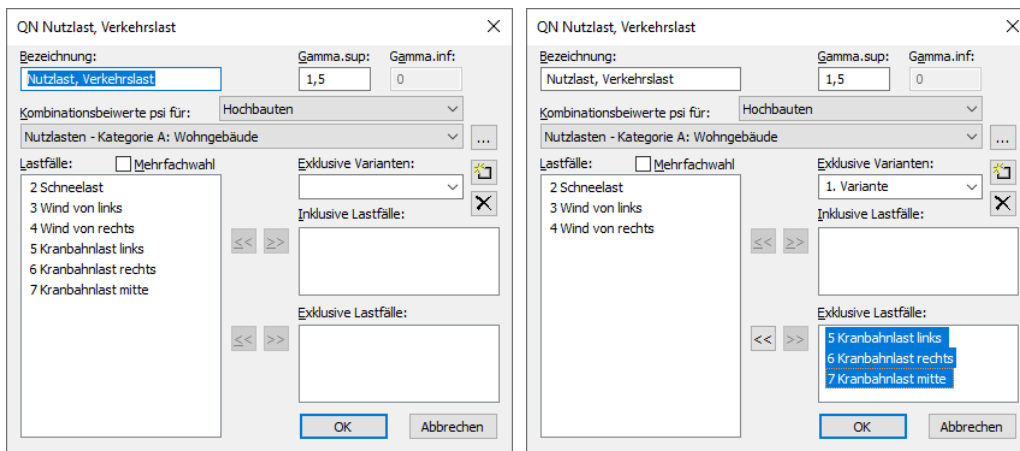 QN Nutzlast, Verkehrslast
Bezeichnung:
Gamma.sup:
Gamma.inf:
Nutzlast, Verkehrslast
1,5
0
Kombinationsbeiwerte psi für:
Hochbauten
Nutzlasten - Kategorie A: Wohngebäude
...
Lastfälle:
Mehrfachwahl
Exklusive Varianten:
2 Schneelast
3 Wind von links
4 Wind von rechts
5 Kranbahnlast links
6 Kranbahnlast rechts
7 Kranbahnlast mitte
Inklusive Lastfälle:
<< >>
Exklusive Lastfälle:
<< >>
OK
Abbrechen
QN Nutzlast, Verkehrslast
Bezeichnung:
Gamma.sup:
Gamma.inf:
Nutzlast, Verkehrslast
1,5
0
Kombinationsbeiwerte psi für:
Hochbauten
Nutzlasten - Kategorie A: Wohngebäude
...
Lastfälle:
Mehrfachwahl
Exklusive Varianten:
2 Schneelast
3 Wind von links
4 Wind von rechts
1. Variante
Inklusive Lastfälle:
<< >>
Exklusive Lastfälle:
<< >>
5 Kranbahnlast links
6 Kranbahnlast rechts
7 Kranbahnlast mitte
OK
Abbrechen